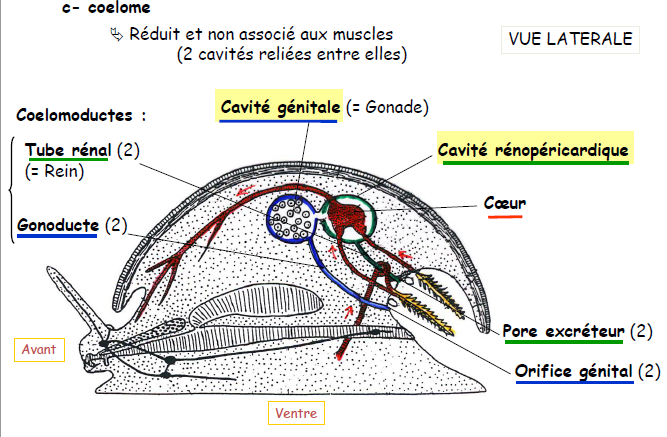 c- coelome
Réduit et non associé aux muscles
(2 cavités reliées entre elles)
VUE LATERALE
Cavité génitale (= Gonade)
Coelomoductes :
Tube rénal (2)
(= Rein)
Cavité rénopéricardique
Cœur
Gonoducte (2)
Pore excréteur (2)
Avant
Orifice génital (2)
Ventre